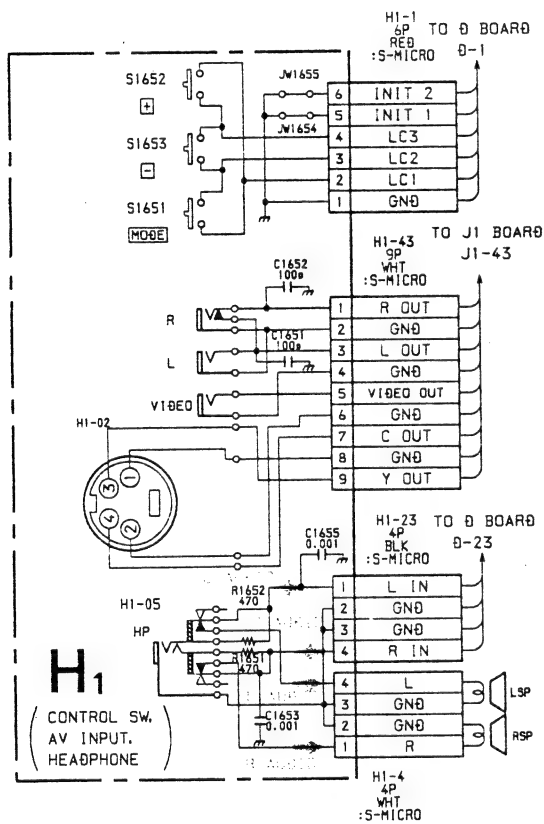 H1-1
6P
RED
:S-MICRO
TO D BOARD
D-1
S1652
+
S1653
-
S1651
MODE
JW1655
JW1654
6 INIT 2
5 INIT 1
4 LC3
3 LC2
2 LC1
1 GND
H1-43
9P
WHT
:S-MICRO
TO J1 BOARD
J1-43
C1652
100p
R
C1651
100p
L
VIDEO
H1-02
1 R OUT
2 GND
3 L OUT
4 GND
5 VIDEO OUT
6 GND
7 C OUT
8 GND
9 Y OUT
3 1
4 2
H1-23
4P
BLK
:S-MICRO
TO D BOARD
D-23
C1655
0.001
R1652
470
H1-05
HP
R1651
470
C1653
0.001
1 L IN
2 GND
3 GND
4 R IN
4 L
3 GND
2 GND
1 R
LSP
RSP
H1
(CONTROL SW,
AV INPUT,
HEADPHONE)
H1-4
4P
WHT
:S-MICRO